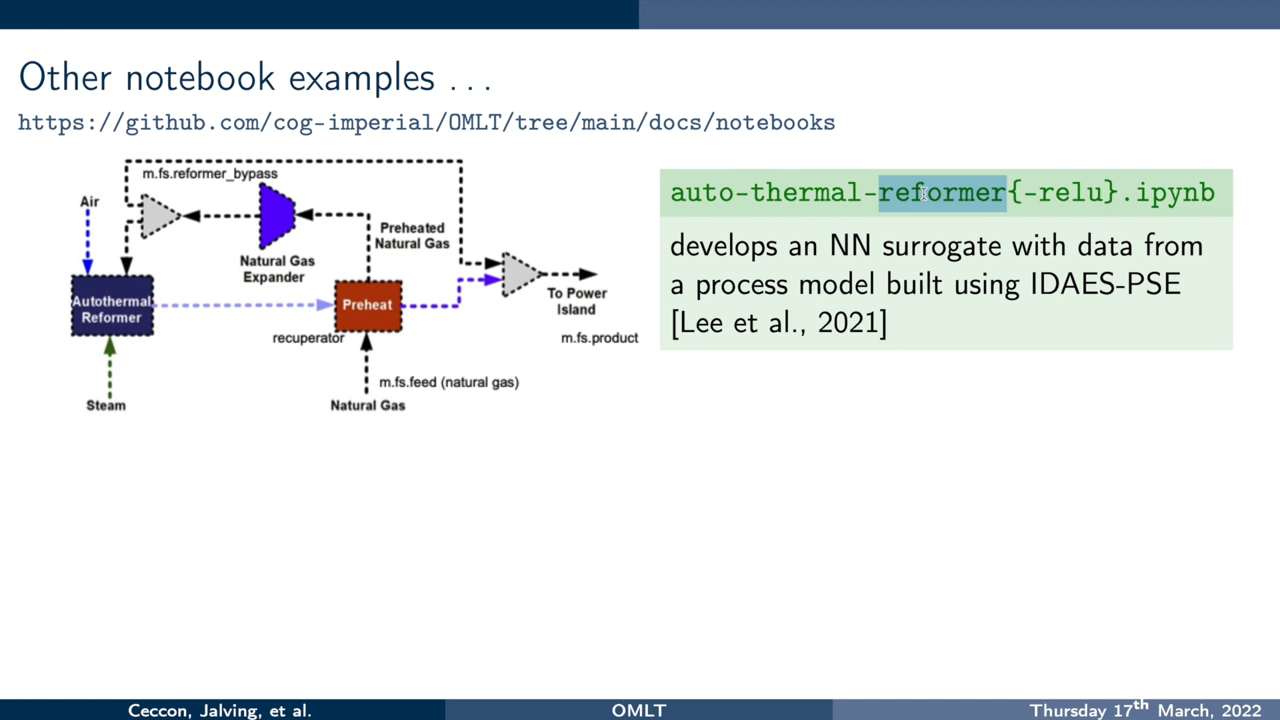 Other notebook examples . . .
https://github.com/cog-imperial/OMLT/tree/main/docs/notebooks
m.fs.reformer_bypass
Air
Natural Gas
Expander
Preheated
Natural Gas
Autothermal
Reformer
Preheat
To Power
Island
recuperator
m.fs.product
m.fs.feed (natural gas)
Steam
Natural Gas
auto-thermal-reformer{-relu}.ipynb
develops an NN surrogate with data from
a process model built using IDAES-PSE
[Lee et al., 2021]
Ceccon, Jalving, et al.
OMLT
Thursday 17th March, 2022